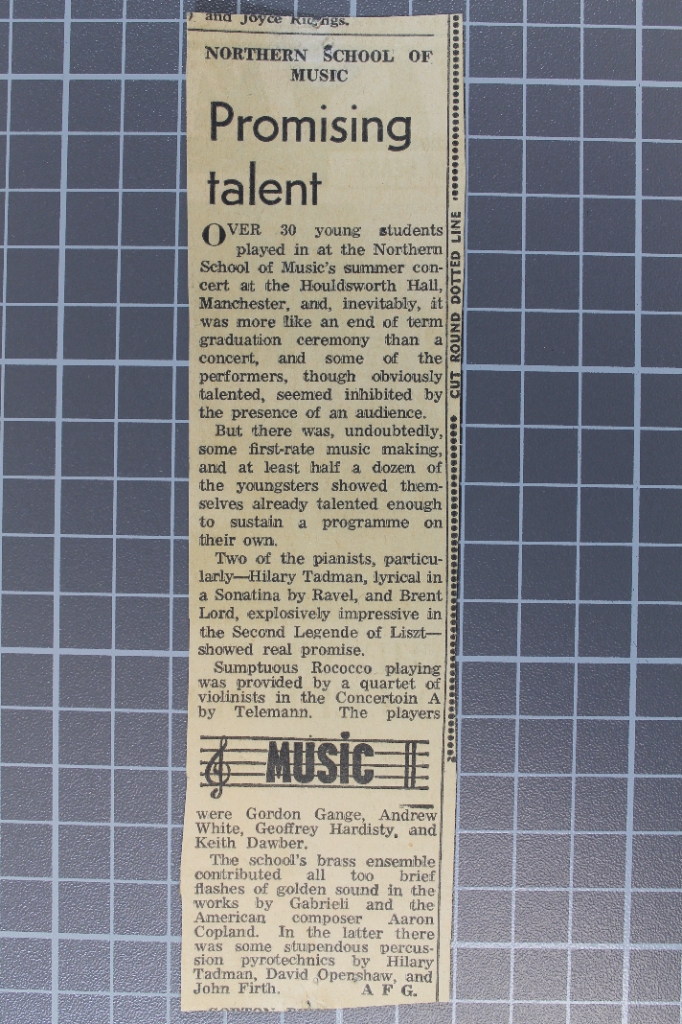 ) and Joyce
NORTHERN SCHOOL OF
MUSIC
Promising
talent
OVER 30 young students
played in at the Northern
School of Music's summer con-
cert at the Houldsworth Hall,
Manchester, and, inevitably, it
was more like an end of term
graduation ceremony than a
concert, and some of the
performers, though obviously
talented, seemed inhibited by
the presence of an audience.
But there was, undoubtedly,
some first-rate music making,
and at least half a dozen of
the youngsters showed them-
selves already talented enough
to sustain a programme on
their own.
Two of the pianists, particu-
larly—Hilary Tadman, lyrical in
a Sonatina by Ravel, and Brent
Lord, explosively impressive in
the Second Legende of Liszt—
showed real promise.
Sumptuous Rococco playing
was provided by a quartet of
violinists in the Concertoin A
by Telemann. The players
MUSIC
were Gordon Gange, Andrew
White, Geoffrey Hardisty, and
Keith Dawber.
The school's brass ensemble
contributed all too brief
flashes of golden sound in the
works by Gabrieli and the
American composer Aaron
Copland. In the latter there
was some stupendous percus-
sion pyrotechnics by Hilary
Tadman, David Openshaw, and
John Firth. A F G.
CUT ROUND DOTTED LINE